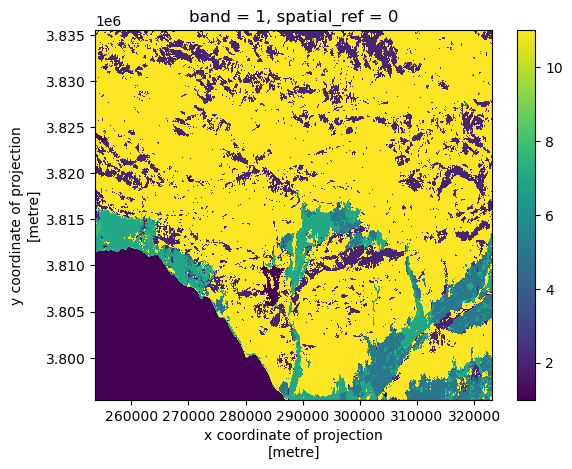 band = 1, spatial_ref = 0
1e6
3.835
3.830
3.825
3.820
3.815
3.810
3.805
3.800
y coordinate of projection
[metre]
260000 270000 280000 290000 300000 310000 320000
x coordinate of projection
[metre]
10
8
6
4
2